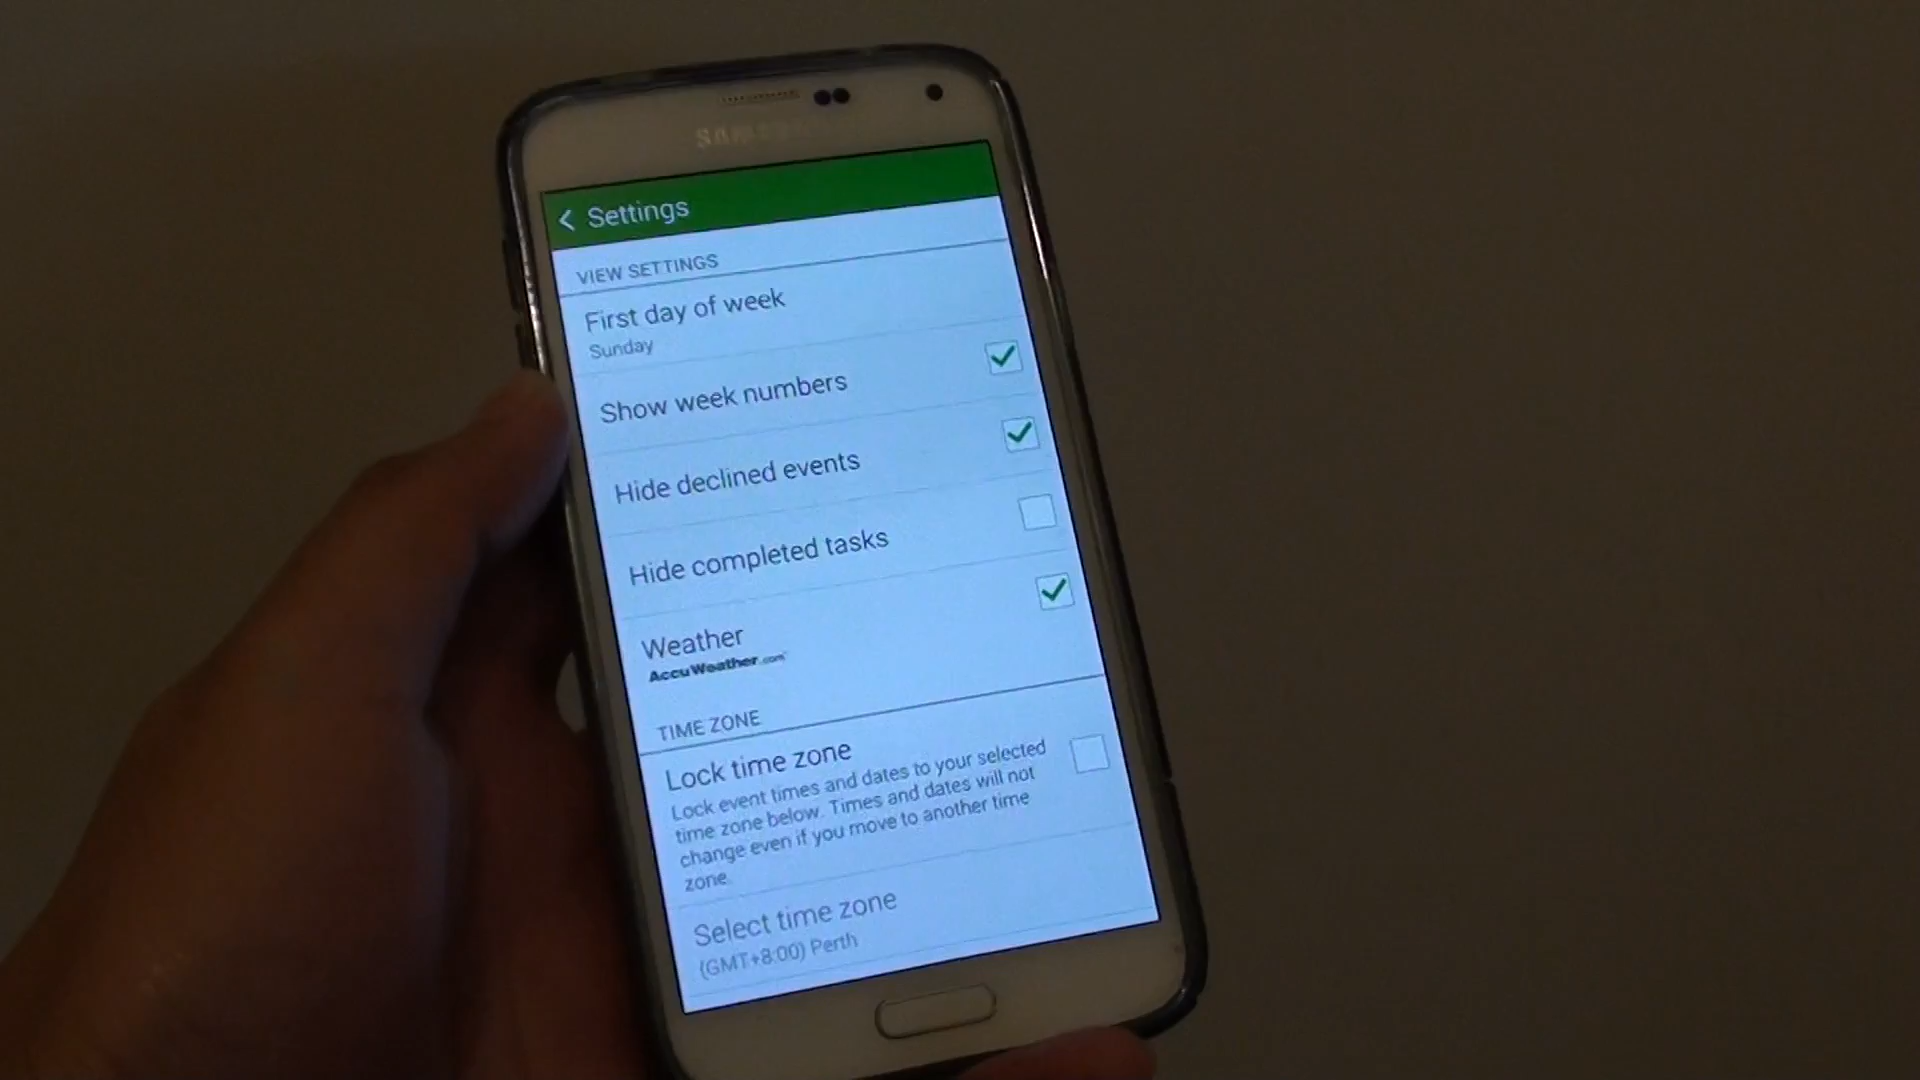 SAMSUNG
Settings
VIEW SETTINGS
First day of week
Sunday
Show week numbers
Hide declined events
Hide completed tasks
Weather
AccuWeather.com
TIME ZONE
Lock time zone
Lock event times and dates to your selected
time zone below. Times and dates will not
change even if you move to another time
zone.
Select time zone
(GMT+8:00) Perth